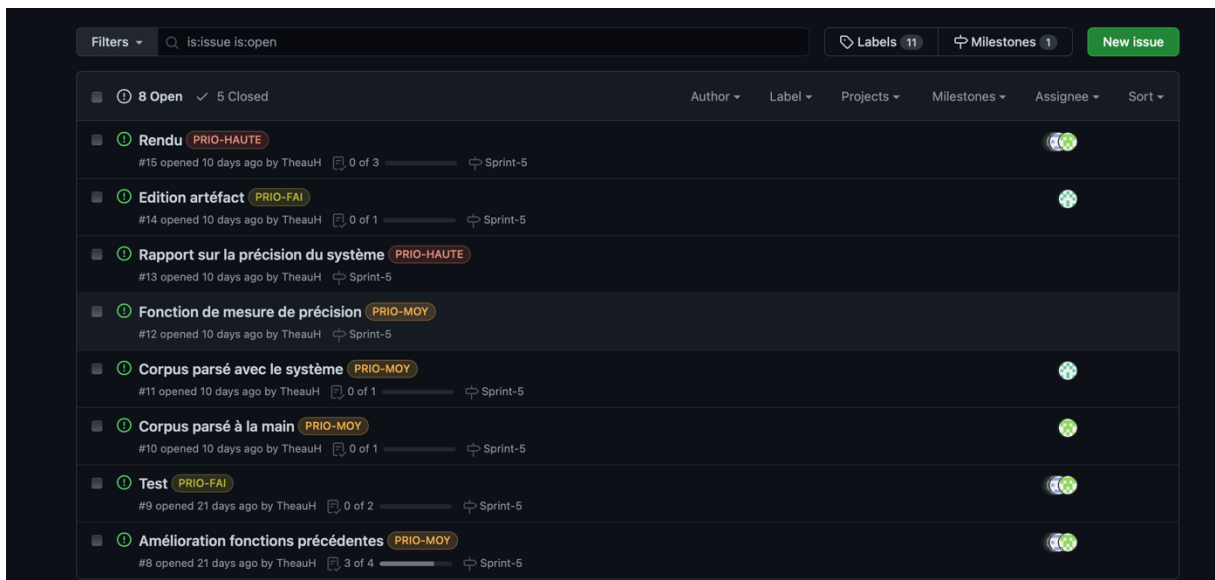 Filters is:issue is:open Labels 11 Milestones 1 New issue
8 Open 5 Closed Author Label Projects Milestones Assignee Sort
Rendu PRIO-HAUTE
#15 opened 10 days ago by TheauH 0 of 3 Sprint-5
Edition artéfact PRIO-FAI
#14 opened 10 days ago by TheauH 0 of 1 Sprint-5
Rapport sur la précision du système PRIO-HAUTE
#13 opened 10 days ago by TheauH Sprint-5
Fonction de mesure de précision PRIO-MOY
#12 opened 10 days ago by TheauH Sprint-5
Corpus parsé avec le système PRIO-MOY
#11 opened 10 days ago by TheauH 0 of 1 Sprint-5
Corpus parsé à la main PRIO-MOY
#10 opened 10 days ago by TheauH 0 of 1 Sprint-5
Test PRIO-FAI
#9 opened 21 days ago by TheauH 0 of 2 Sprint-5
Amélioration fonctions précédentes PRIO-MOY
#8 opened 21 days ago by TheauH 3 of 4 Sprint-5